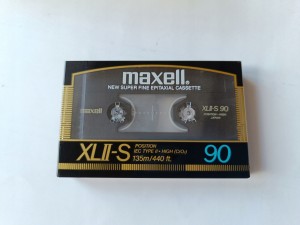 maxell®
NEW SUPER FINE EPITAXIAL CASSETTE
maxell
XLII-S 90
JAPAN
XLII-S
POSITION
IEC TYPE II • HIGH (CrO₂)
135m/440 ft.
90